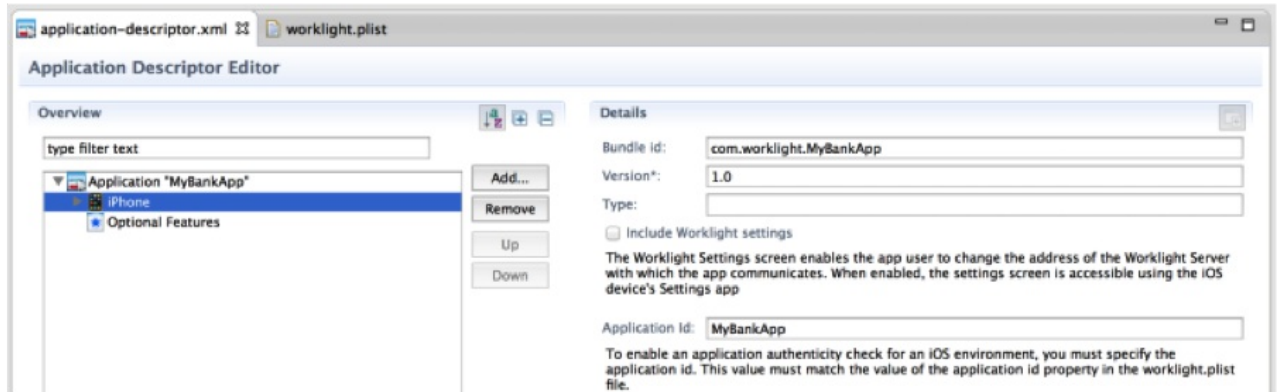 application-descriptor.xml
worklight.plist
Application Descriptor Editor
Overview
type filter text
Application "MyBankApp"
iPhone
Optional Features
Add...
Remove
Up
Down
Details
Bundle id: com.worklight.MyBankApp
Version*: 1.0
Type:
Include Worklight settings
The Worklight Settings screen enables the app user to change the address of the Worklight Server
with which the app communicates. When enabled, the settings screen is accessible using the iOS
device's Settings app
Application Id: MyBankApp
To enable an application authenticity check for an iOS environment, you must specify the
application id. This value must match the value of the application id property in the worklight.plist
file.